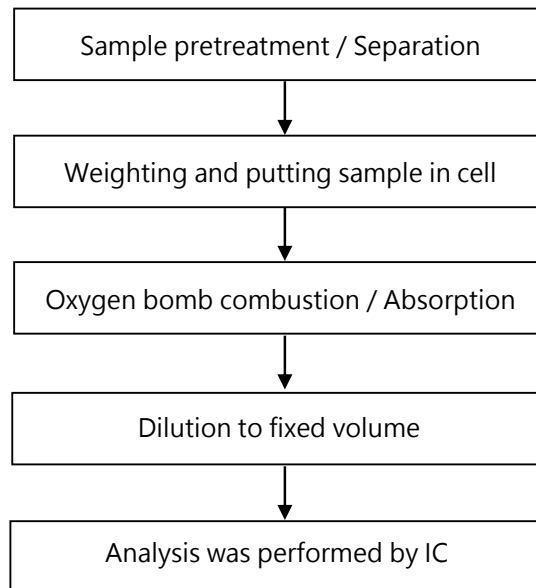 Sample pretreatment / Separation
Weighting and putting sample in cell
Oxygen bomb combustion / Absorption
Dilution to fixed volume
Analysis was performed by IC